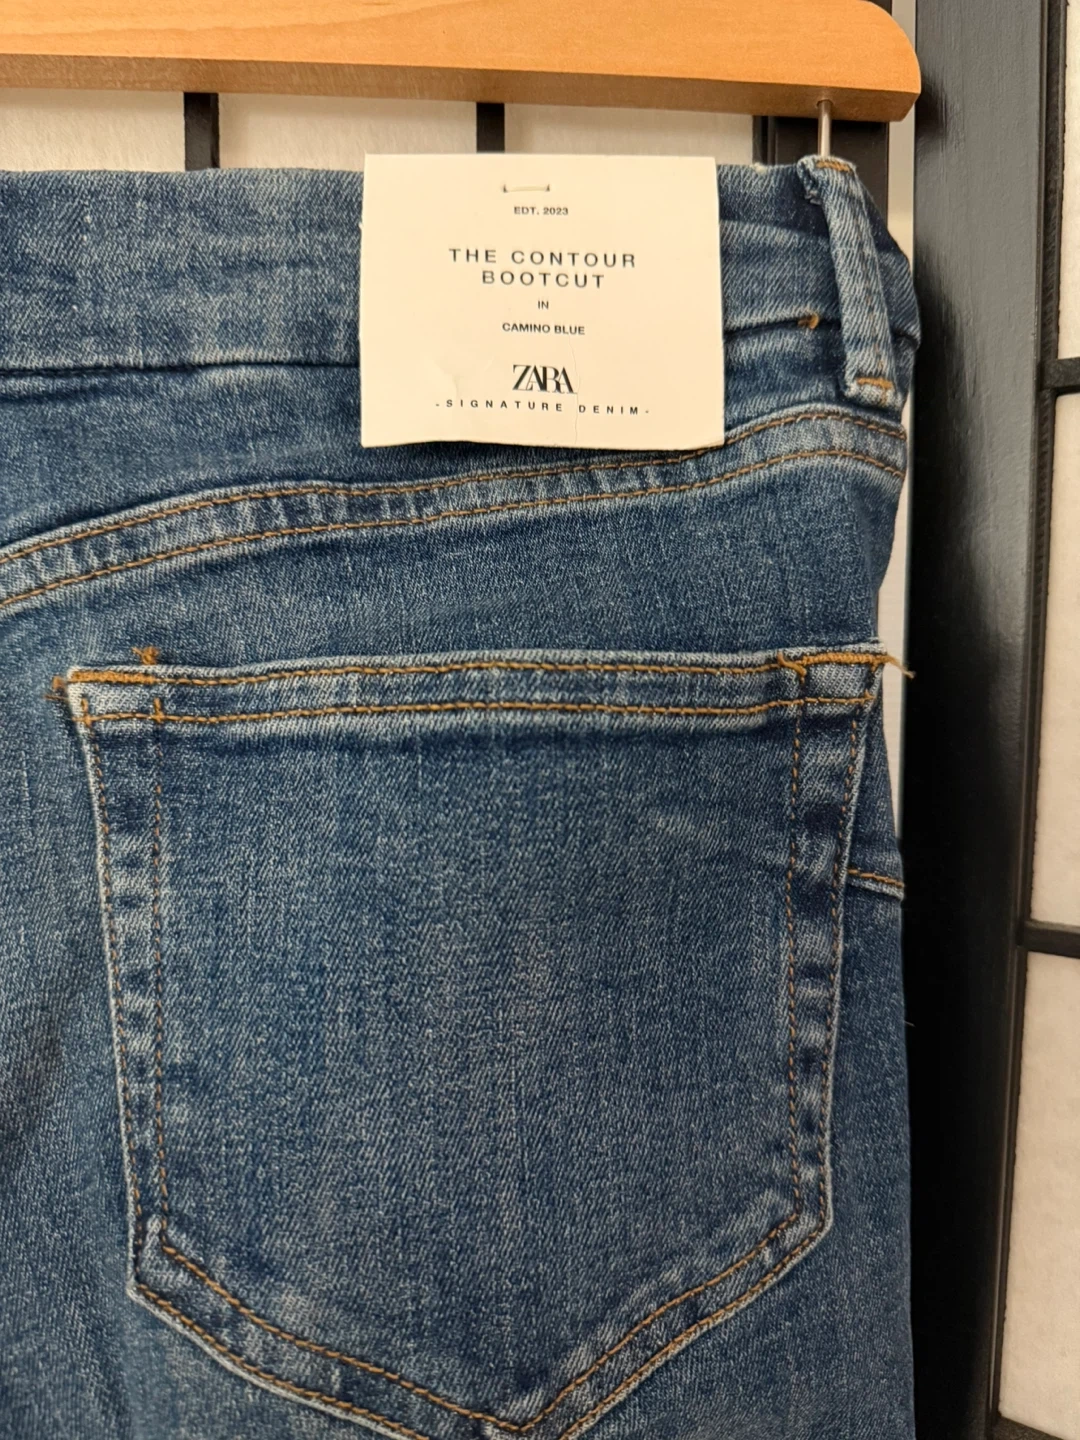 EDT. 2023
THE CONTOUR
BOOTCUT
IN
CAMINO BLUE
ZARA
-SIGNATURE DENIM-